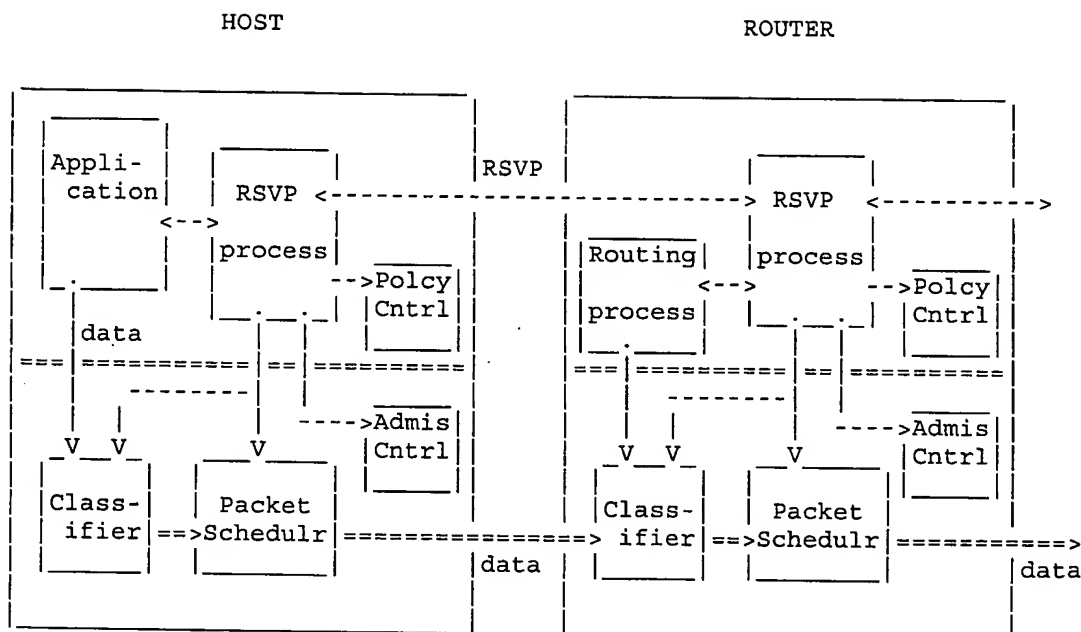 HOST
ROUTER
Appli-
cation
RSVP
process
Polcy
Cntrl
data
Admis
Cntrl
Class-
ifier
Packet
Schedulr
RSVP
data
RSVP
process
Routing
process
Polcy
Cntrl
Admis
Cntrl
Class-
ifier
Packet
Schedulr
data